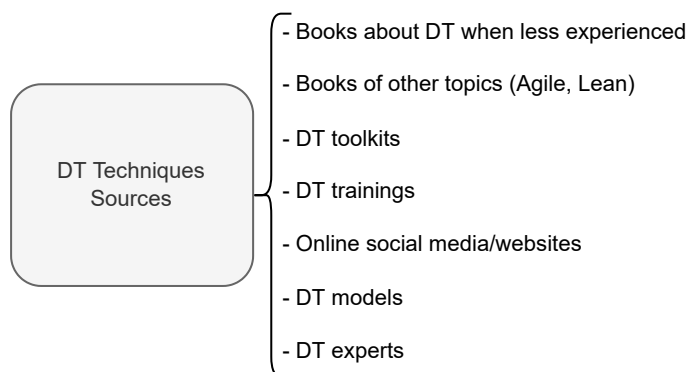 DT Techniques
Sources
- Books about DT when less experienced
- Books of other topics (Agile, Lean)
- DT toolkits
- DT trainings
- Online social media/websites
- DT models
- DT experts